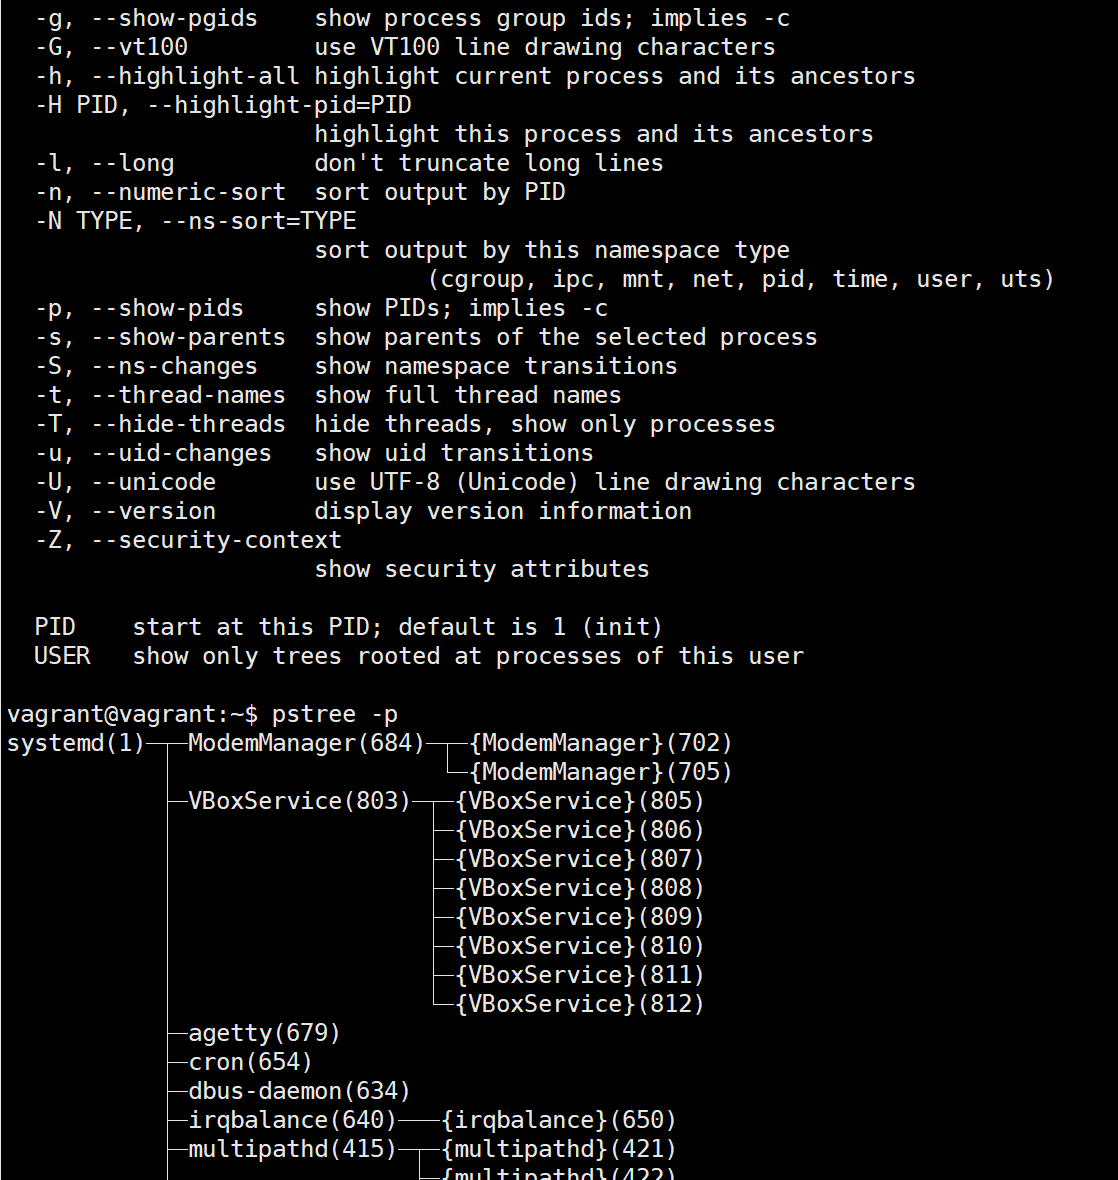 -g, --show-pgids    show process group ids; implies -c
-G, --vt100         use VT100 line drawing characters
-h, --highlight-all highlight current process and its ancestors
-H PID, --highlight-pid=PID
                    highlight this process and its ancestors
-l, --long          don't truncate long lines
-n, --numeric-sort  sort output by PID
-N TYPE, --ns-sort=TYPE
                    sort output by this namespace type
                            (cgroup, ipc, mnt, net, pid, time, user, uts)
-p, --show-pids     show PIDs; implies -c
-s, --show-parents  show parents of the selected process
-S, --ns-changes    show namespace transitions
-t, --thread-names  show full thread names
-T, --hide-threads  hide threads, show only processes
-u, --uid-changes   show uid transitions
-U, --unicode       use UTF-8 (Unicode) line drawing characters
-V, --version       display version information
-Z, --security-context
                    show security attributes
PID    start at this PID; default is 1 (init)
USER   show only trees rooted at processes of this user
vagrant@vagrant:~$ pstree -p
systemd(1)─┬─ModemManager(684)─┬─{ModemManager}(702)
           │                   └─{ModemManager}(705)
           ├─VBoxService(803)─┬─{VBoxService}(805)
           │                  ├─{VBoxService}(806)
           │                  ├─{VBoxService}(807)
           │                  ├─{VBoxService}(808)
           │                  ├─{VBoxService}(809)
           │                  ├─{VBoxService}(810)
           │                  ├─{VBoxService}(811)
           │                  └─{VBoxService}(812)
           ├─agetty(679)
           ├─cron(654)
           ├─dbus-daemon(634)
           ├─irqbalance(640)───{irqbalance}(650)
           ├─multipathd(415)─┬─{multipathd}(421)
           │                 ├─{multipathd}(422)